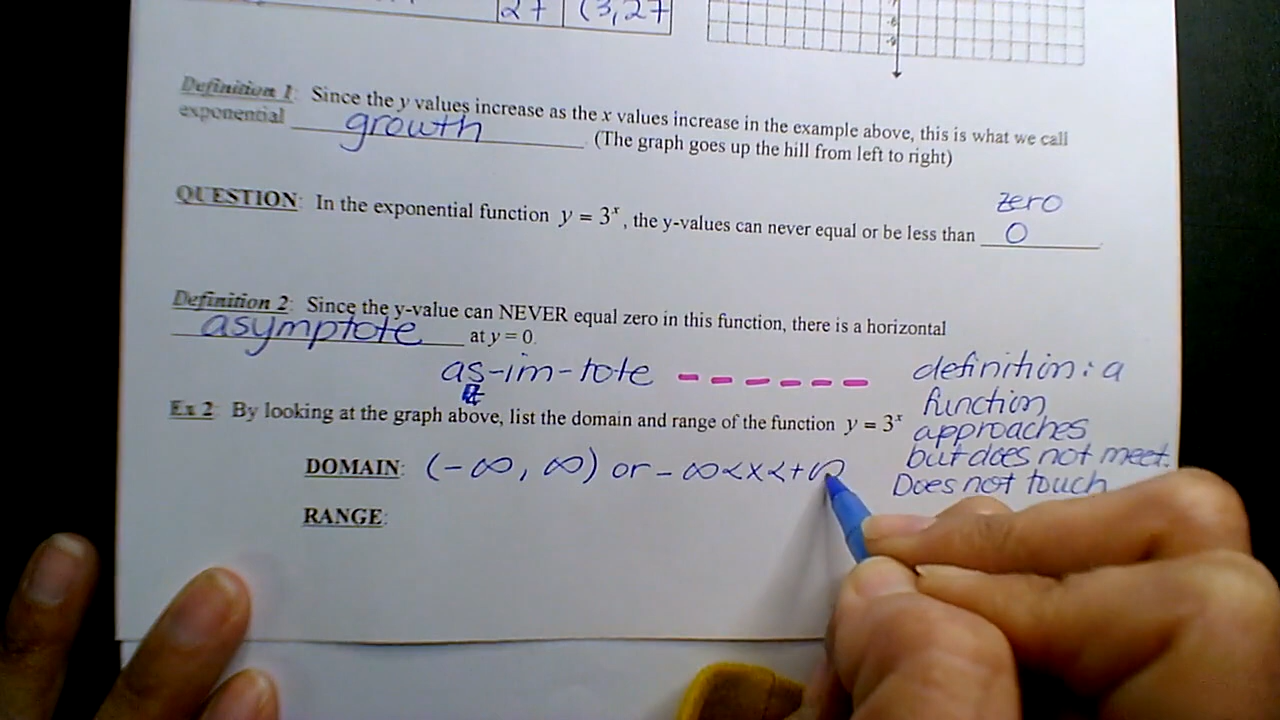 27 (3,27
Definition 1: Since the y values increase as the x values increase in the example above, this is what we call
exponential growth (The graph goes up the hill from left to right)
zero
QUESTION: In the exponential function y = 3ˣ, the y-values can never equal or be less than 0.
Definition 2: Since the y-value can NEVER equal zero in this function, there is a horizontal
asymptote at y = 0.
as-im-tote
definition: a
function
approaches
but does not meet.
Does not touch
Ex 2: By looking at the graph above, list the domain and range of the function y = 3ˣ
DOMAIN: (-∞, ∞) or -∞<x<+∞
RANGE: